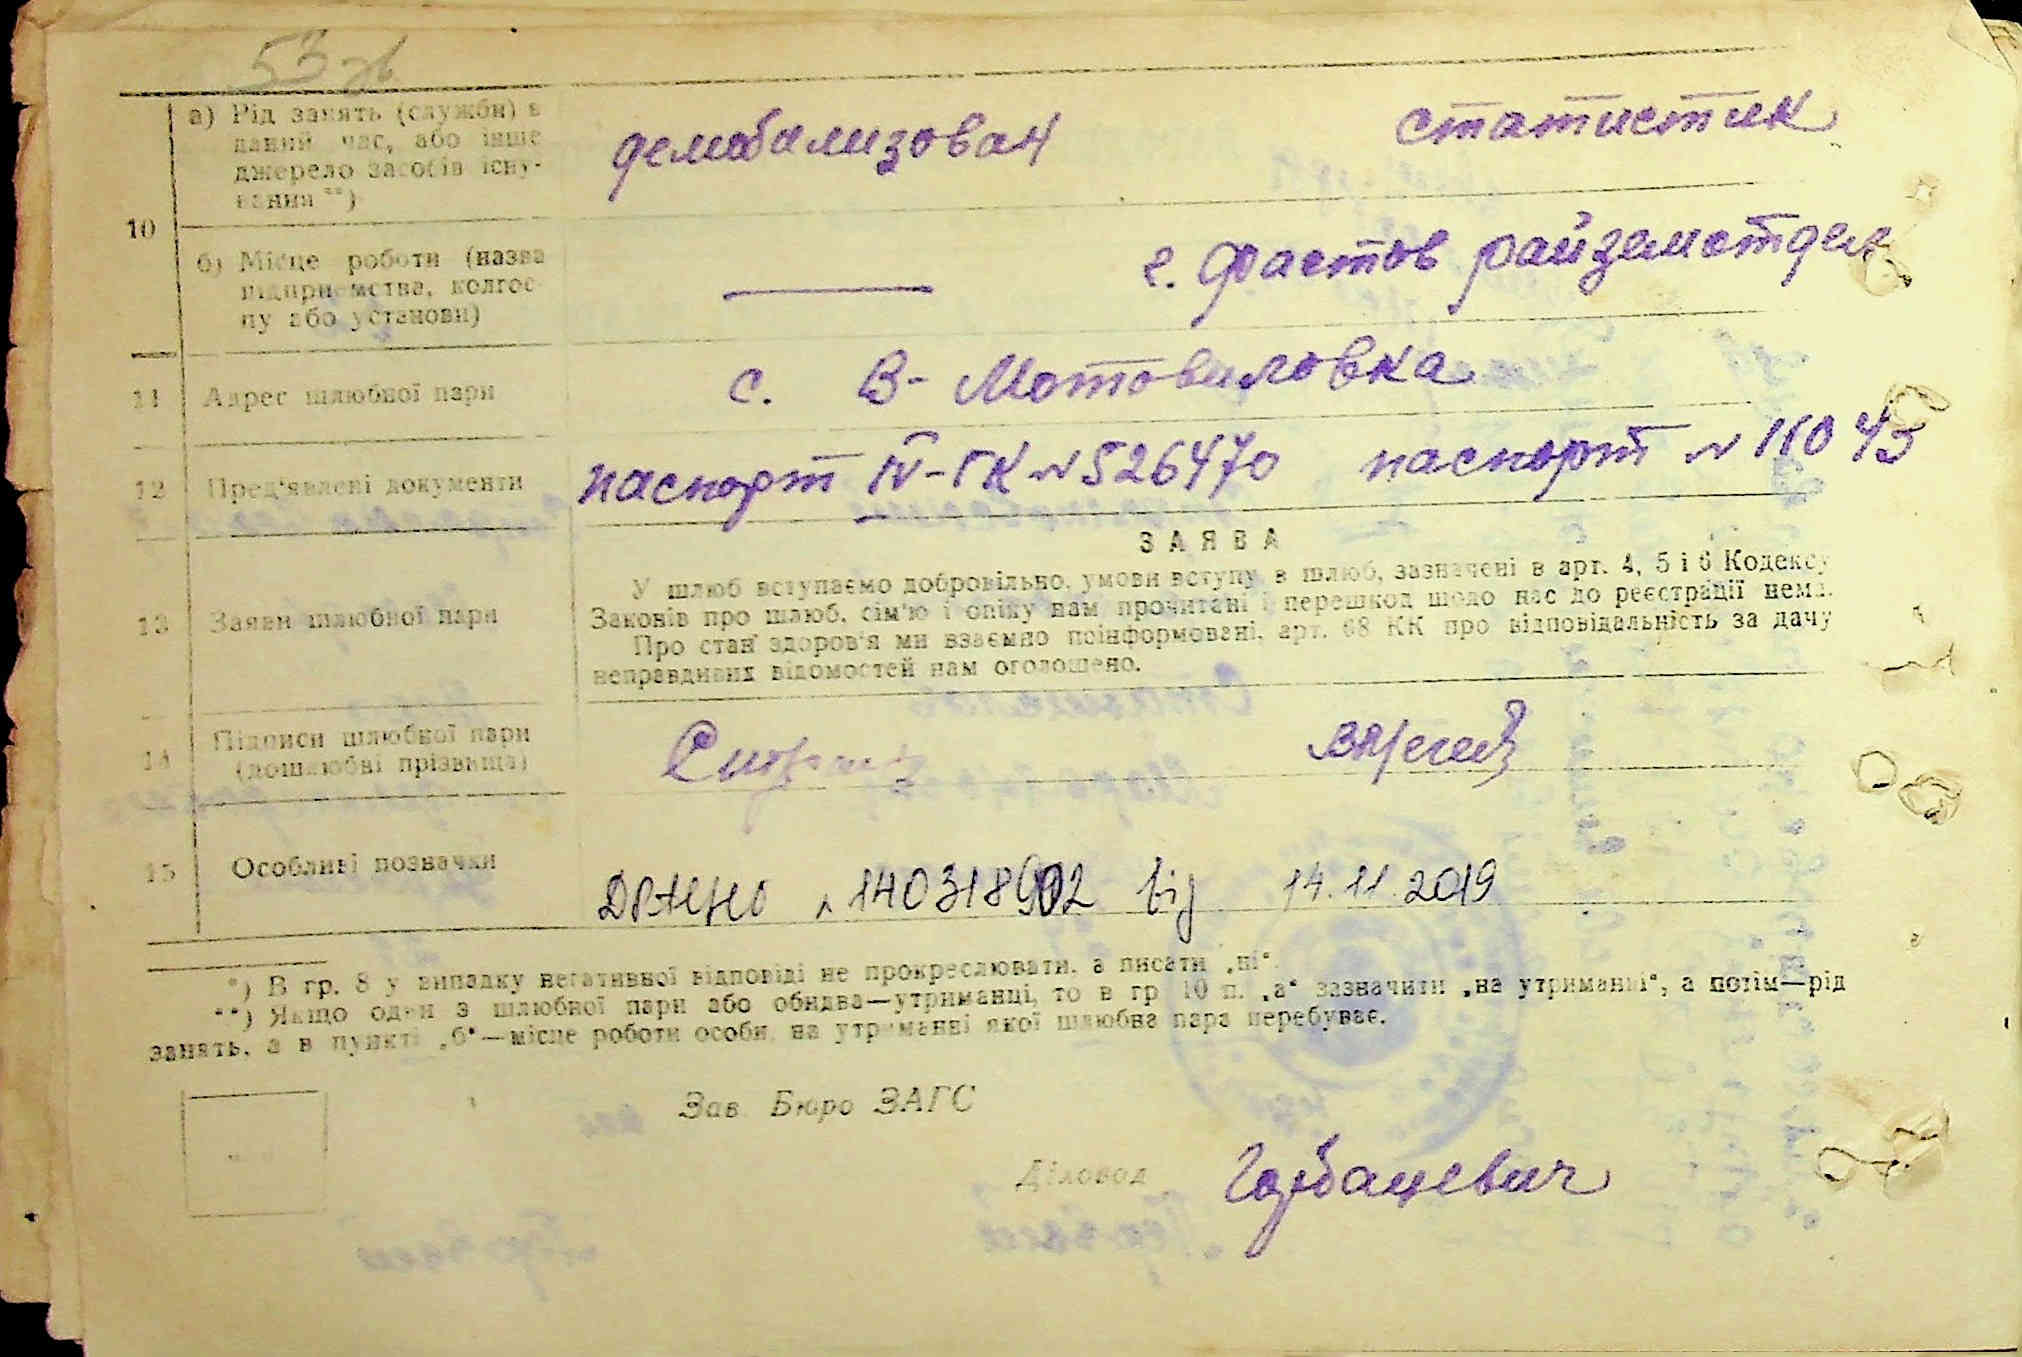 53 зв
а) Рід занять (служби) в
даний час, або інше
джерело засобів існу-
вання **)
демобализован статистик
10
б) Місце роботи (назва
підприємства, колгос-
пу або установи)
г. Фастов райземотдел
11 Адрес шлюбної пари
с. В- Мотовиловка
12 Пред'явлені документи
паспорт IV-ГК N 526470 паспорт N
ЗАЯВА
13 Заяви шлюбної пари
У шлюб вступаємо добровільно, умови вступу в шлюб, зазначені в арт. 4, 5 і 6 Кодексу
Законів про шлюб, сім'ю і опіку нам прочитані і перешкод щодо нас до реєстрації нема.
Про стан здоров'я ми взаємно поінформовані, арт. 68 КК про відповідальність за дачу
неправдивих відомостей нам оголошено.
14 Підписи шлюбної пари
(дошлюбні прізвища)
15 Особливі позначки
ДРАЦНО 140318902 від 14.11.2019
*) В гр. 8 у випадку негативної відповіді не прокреслювати, а писати „ні“.
**) Якщо один з шлюбної пари або обидва—утриманці, то в гр 10 п. „а“ зазначити „на утриманні“, а потім—рід
занять, а в пункті „б“—місце роботи особи, на утриманні якої шлюбна пара перебуває.
Зав. Бюро ЗАГС
Діловод Горбацевич